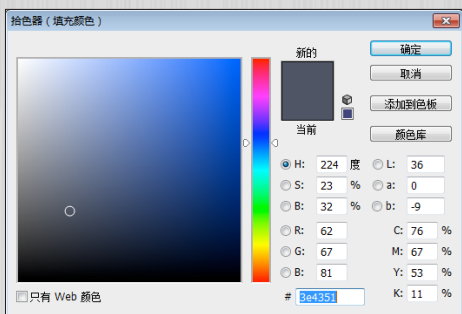 拾色器（填充颜色）
新的
当前
确定
取消
添加到色板
颜色库
H: 224 度
S: 23 %
B: 32 %
R: 62
G: 67
B: 81
L: 36
a: 0
b: -9
C: 76 %
M: 67 %
Y: 53 %
K: 11 %
# 3e4351
只有 Web 颜色